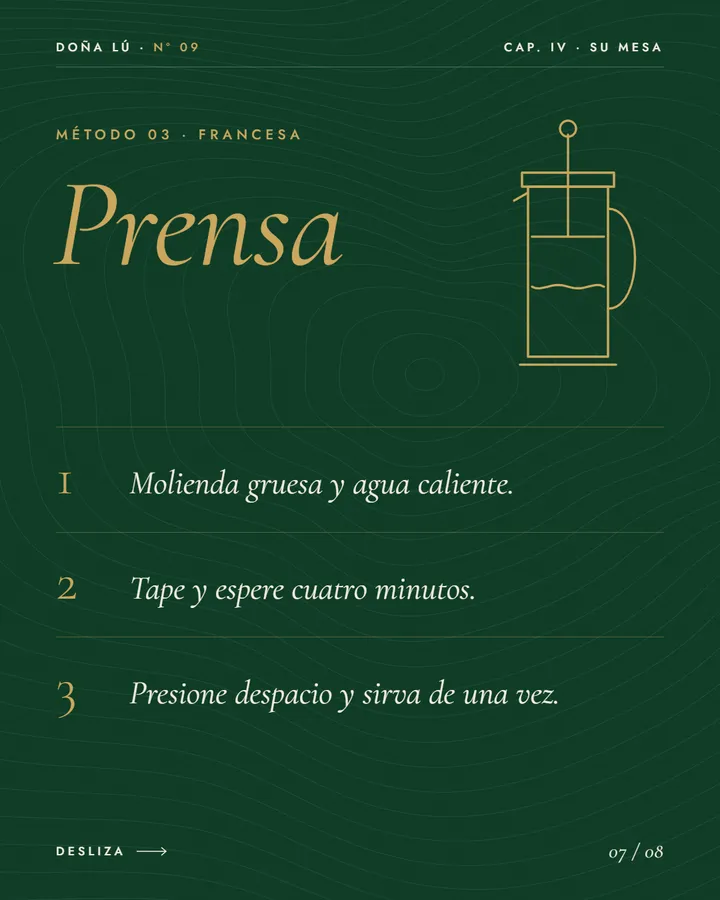 DOÑA LÚ · Nº 09
CAP. IV · SU MESA
MÉTODO 03 · FRANCESA
Prensa
1 Molienda gruesa y agua caliente.
2 Tape y espere cuatro minutos.
3 Presione despacio y sirva de una vez.
DESLIZA →
07 / 08